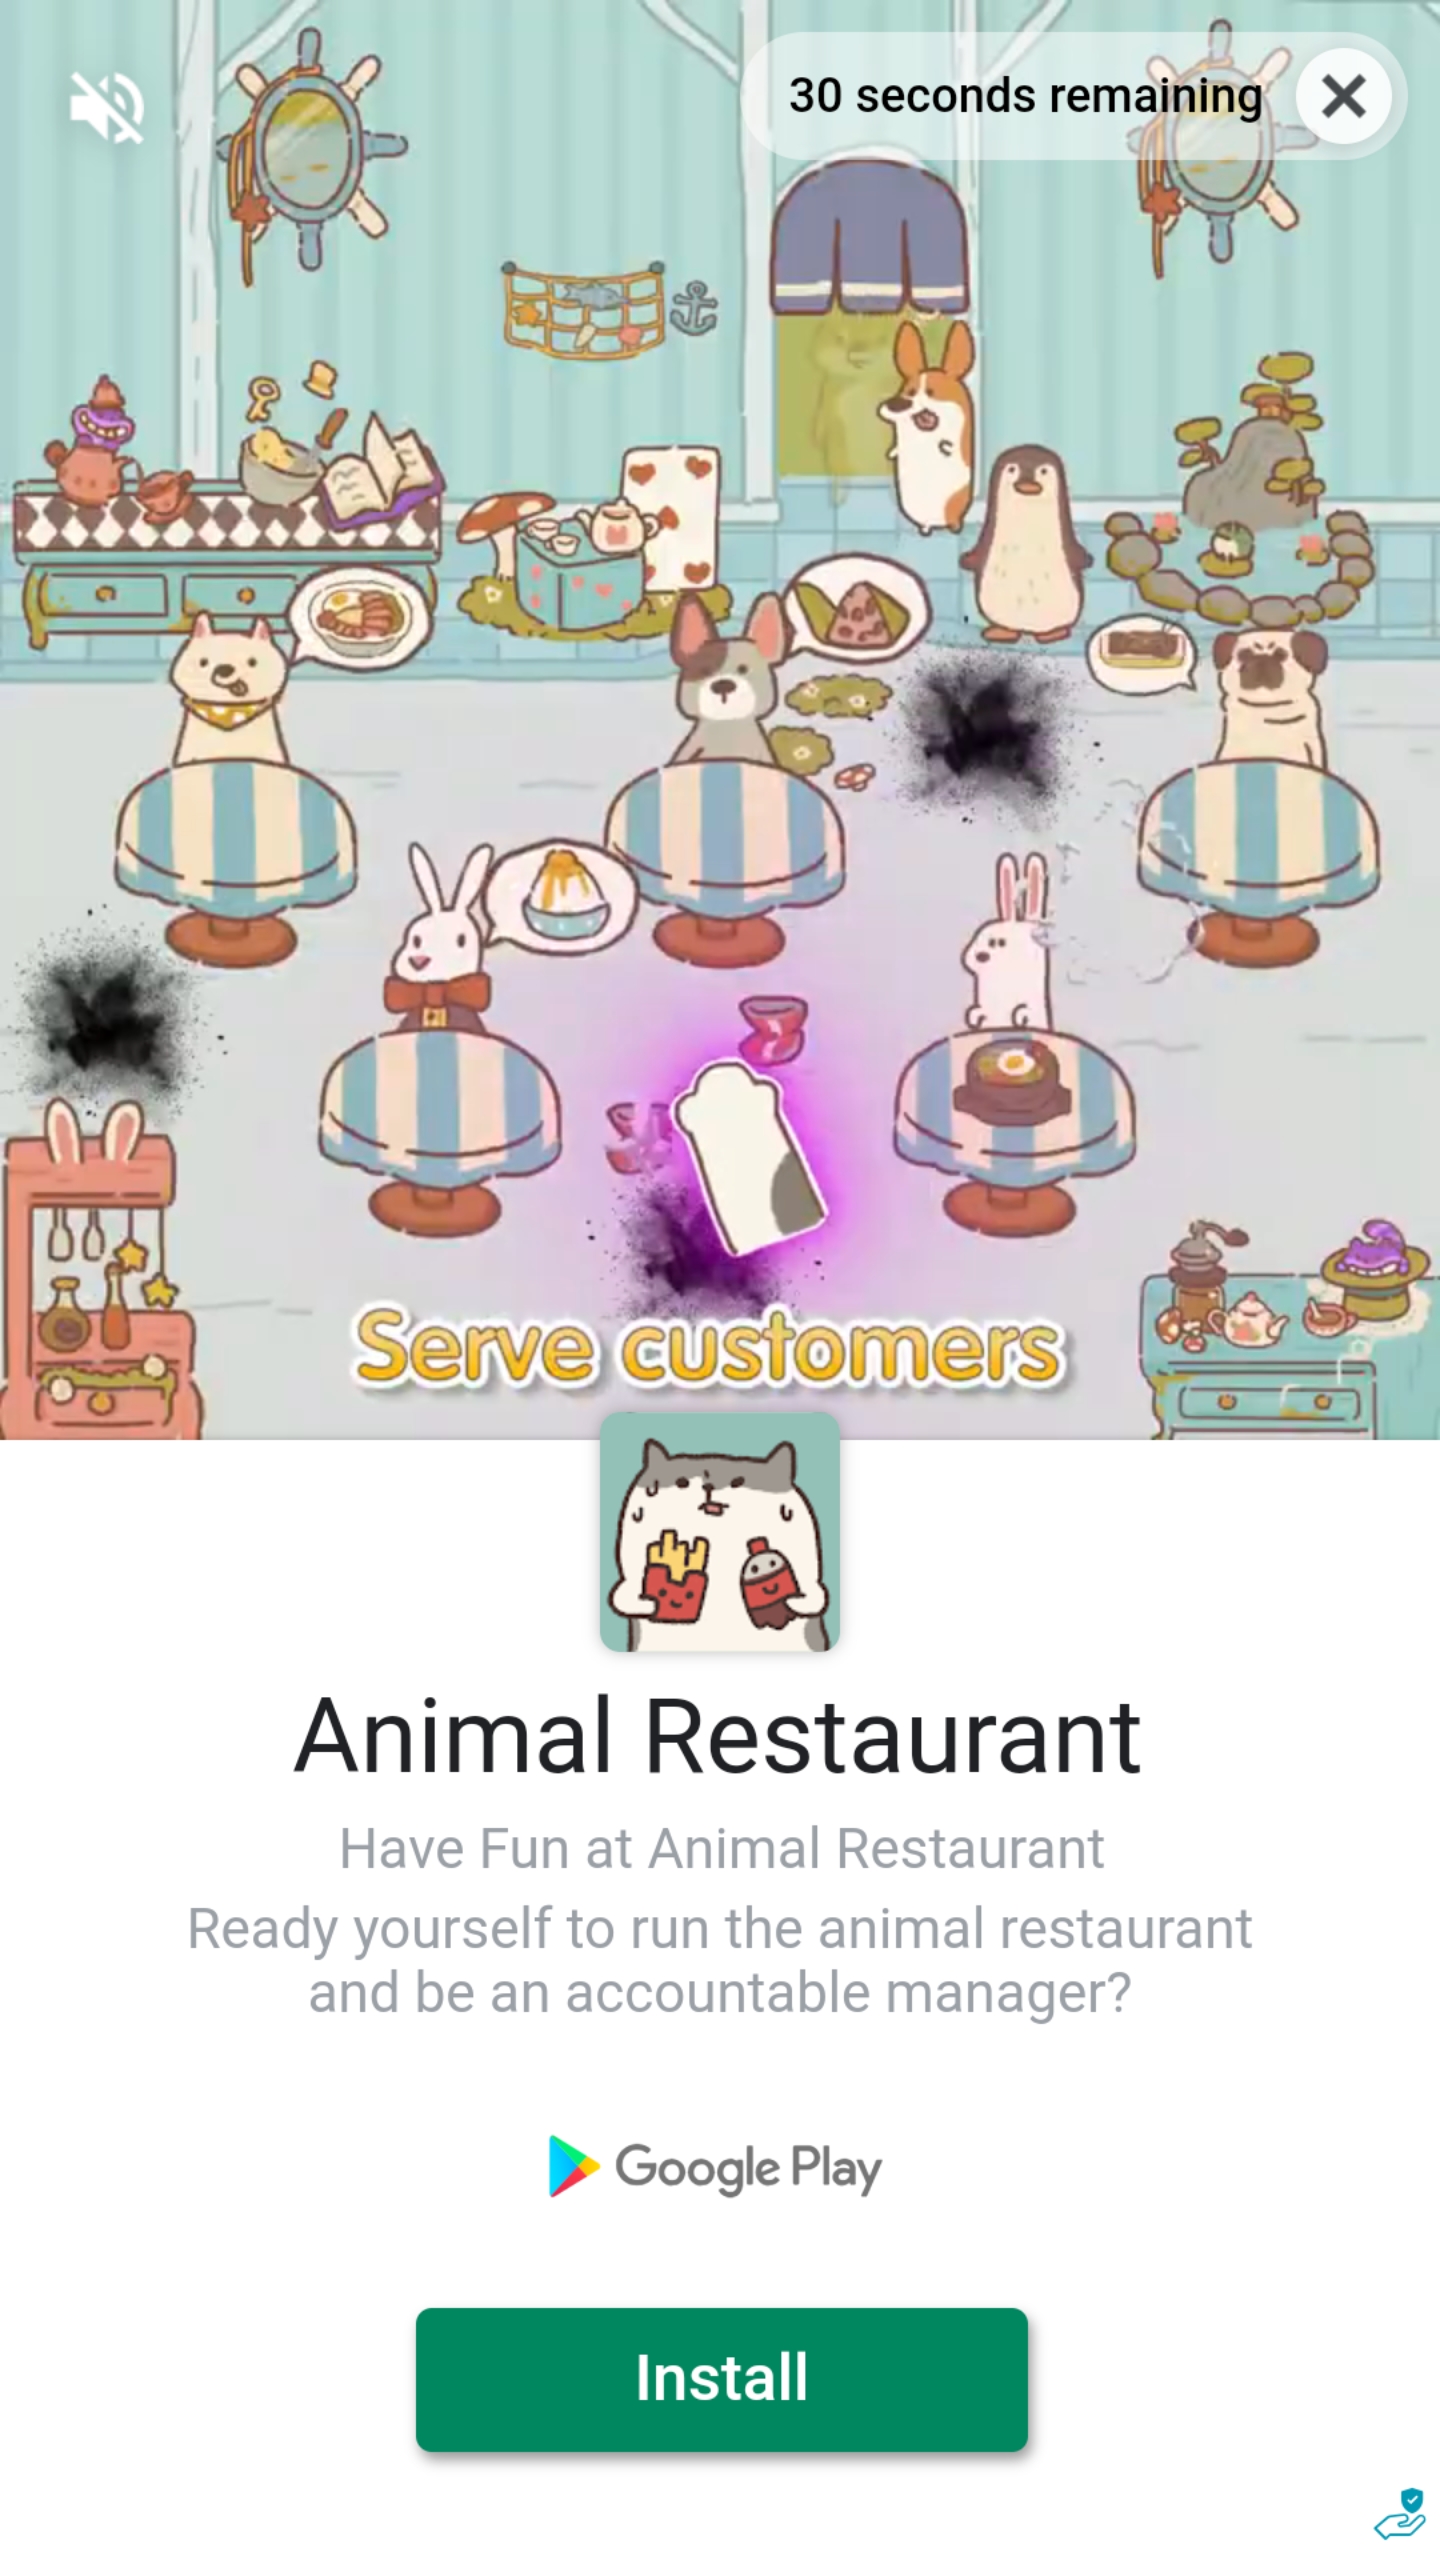 30 seconds remaining
Serve customers
Animal Restaurant
Have Fun at Animal Restaurant
Ready yourself to run the animal restaurant
and be an accountable manager?
Google Play
Install